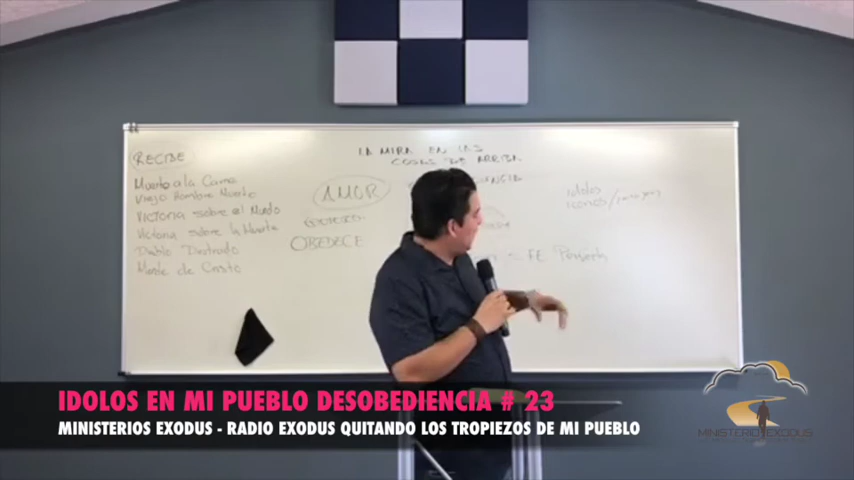 RECIBE
Muerto a la Carne
Viejo Hombre Muerto
Victoria sobre el Mundo
Victoria sobre la Muerte
Diablo Derrotado
Mente de Cristo
LA MIRA EN LAS
COSAS DE ARRIBA
AMOR
OBEDECE
Idolos
FE
IDOLOS EN MI PUEBLO DESOBEDIENCIA # 23
MINISTERIOS EXODUS - RADIO EXODUS QUITANDO LOS TROPIEZOS DE MI PUEBLO
MINISTERIO EXODUS